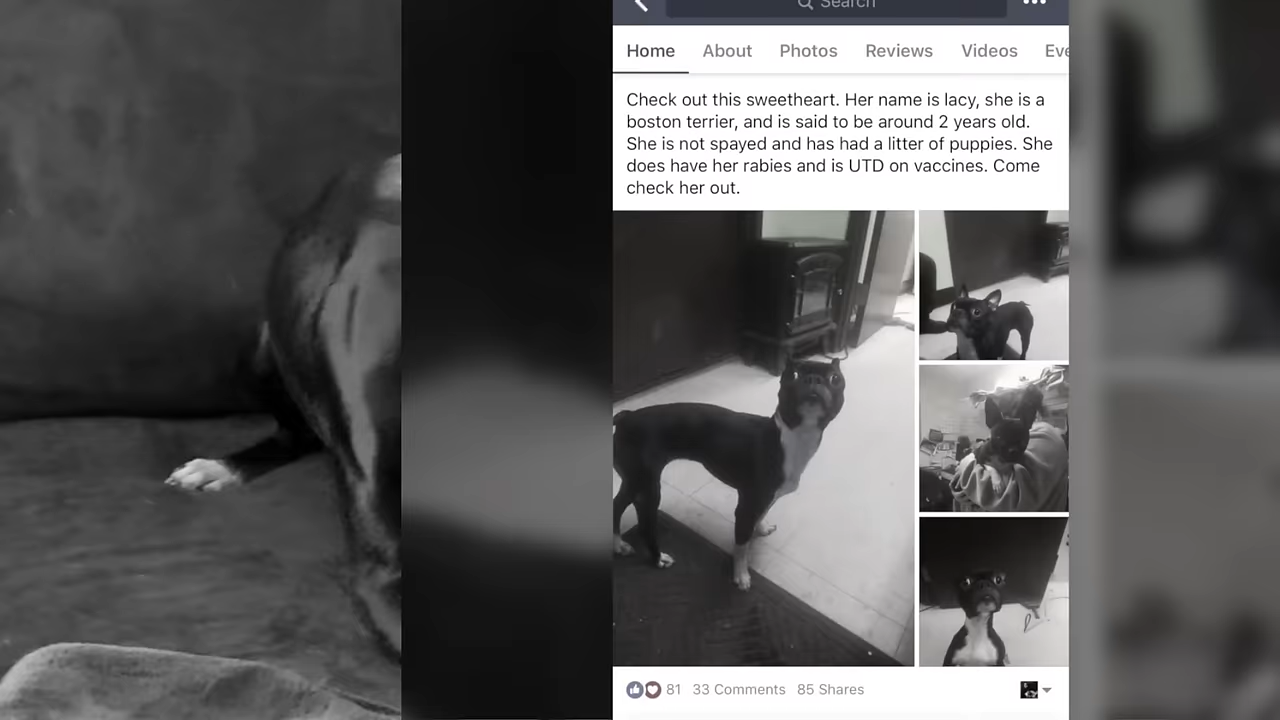 Search
Home About Photos Reviews Videos Eve
Check out this sweetheart. Her name is lacy, she is a
boston terrier, and is said to be around 2 years old.
She is not spayed and has had a litter of puppies. She
does have her rabies and is UTD on vaccines. Come
check her out.
81 33 Comments 85 Shares